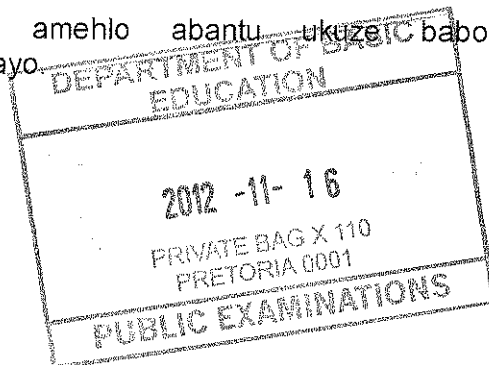 amehlo abantu ukuze babo
ayo.
DEPARTMENT OF BASIC
EDUCATION
2012 -11- 16
PRIVATE BAG X 110
PRETORIA 0001
PUBLIC EXAMINATIONS